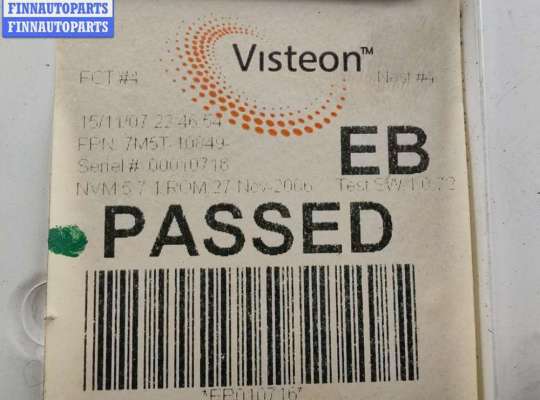 FINNAUTOPARTS
FINNAUTOPARTS
Visteon™
FCT #4 Nest #4
15/11/07 22:46:54
FPN: 7M5T-10849- EB
Serial #: 00010716
NVM:5.7.1 ROM:27-Nov-2006 Test SW:1.0.72
PASSED